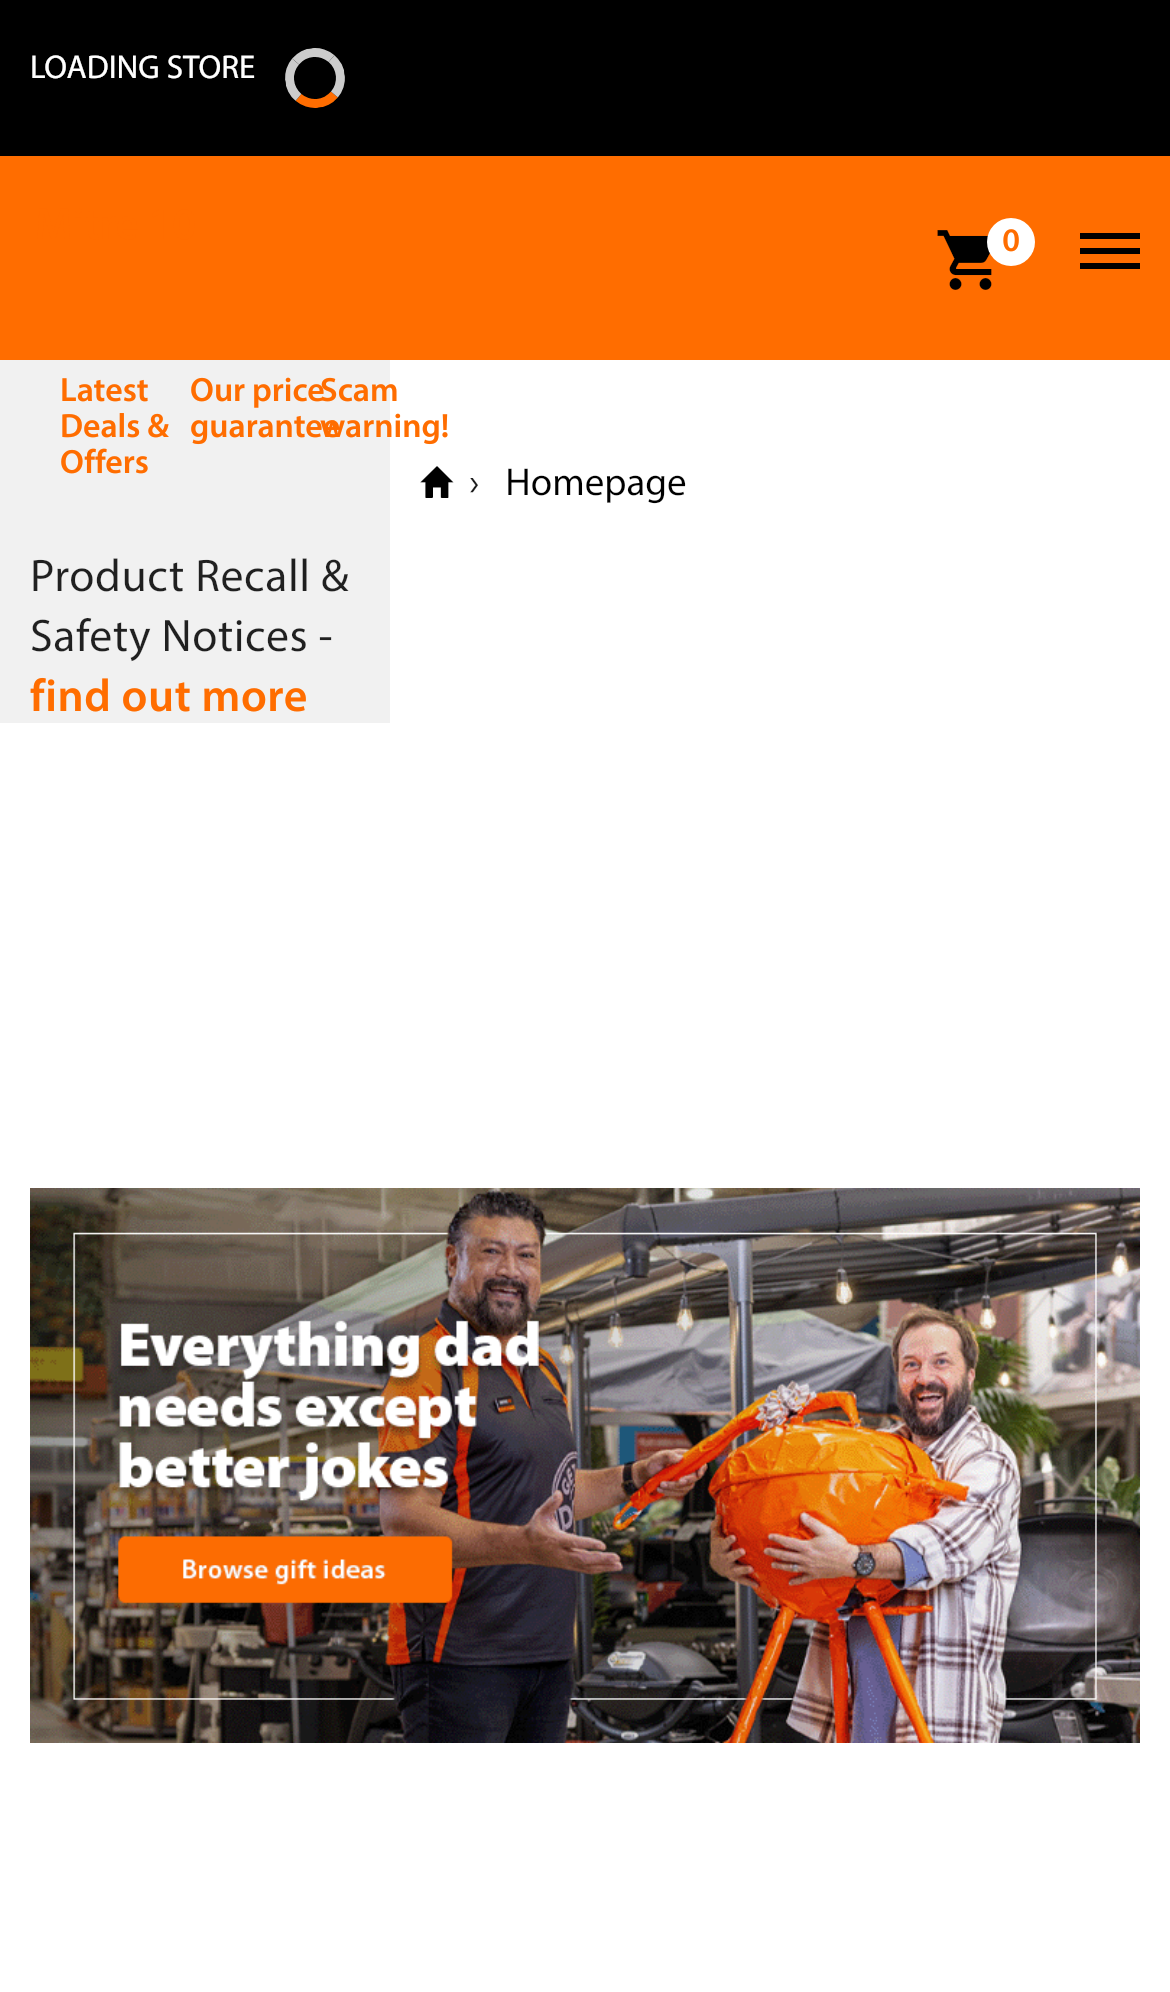 LOADING STORE
0
Latest
Deals &
Offers
Our price
guarantee
Scam
warning!
› Homepage
Product Recall &
Safety Notices -
find out more
Everything dad
needs except
better jokes
Browse gift ideas